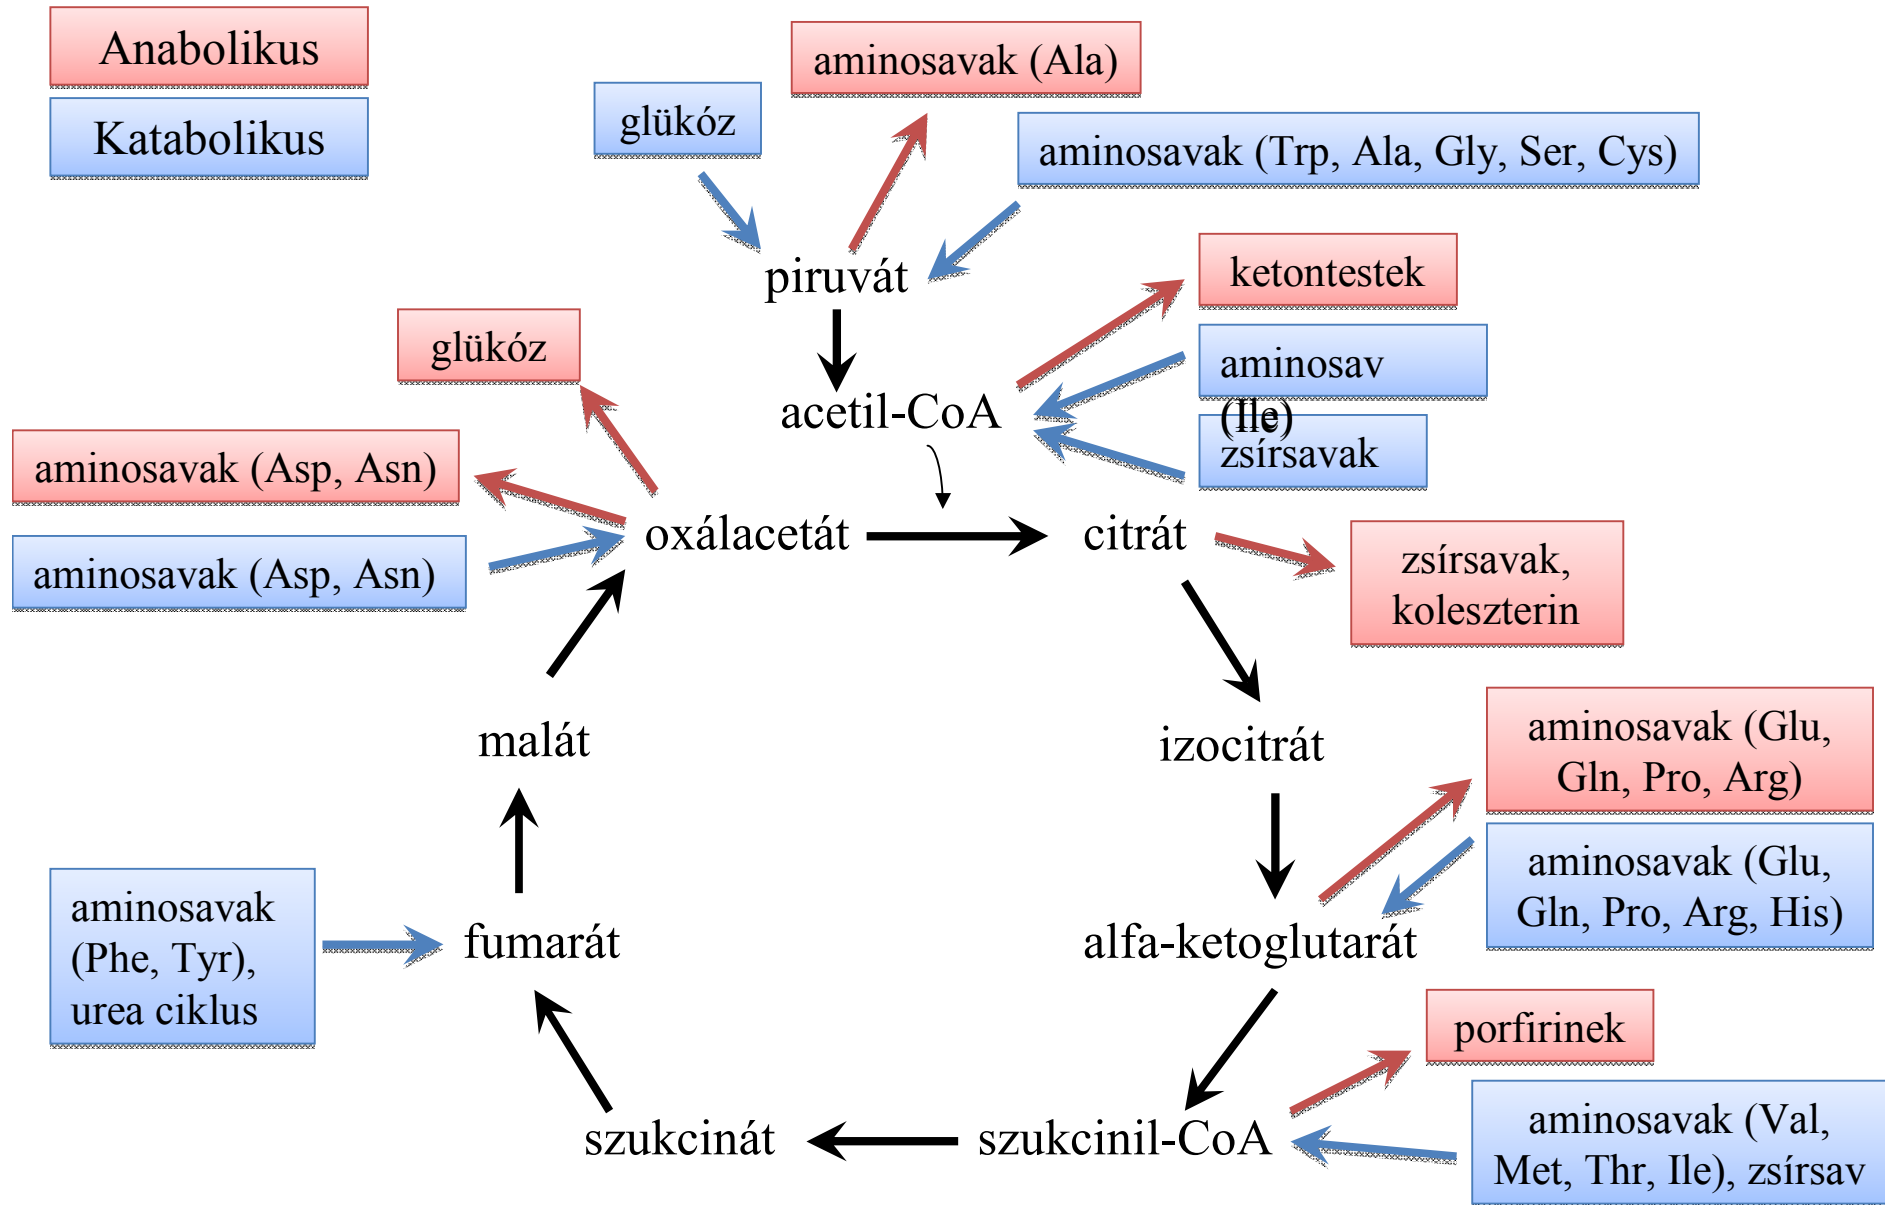 Anabolikus
Katabolikus
aminosavak (Ala)
glükóz
aminosavak (Trp, Ala, Gly, Ser, Cys)
piruvát
ketontestek
glükóz
aminosav
(Ile)
acetil-CoA
zsírsavak
aminosavak (Asp, Asn)
oxálacetát
citrát
zsírsavak,
koleszterin
aminosavak (Asp, Asn)
malát
izocitrát
aminosavak (Glu,
Gln, Pro, Arg)
aminosavak (Glu,
Gln, Pro, Arg, His)
aminosavak
(Phe, Tyr),
urea ciklus
fumarát
alfa-ketoglutarát
porfirinek
szukcinát
szukcinil-CoA
aminosavak (Val,
Met, Thr, Ile), zsírsav